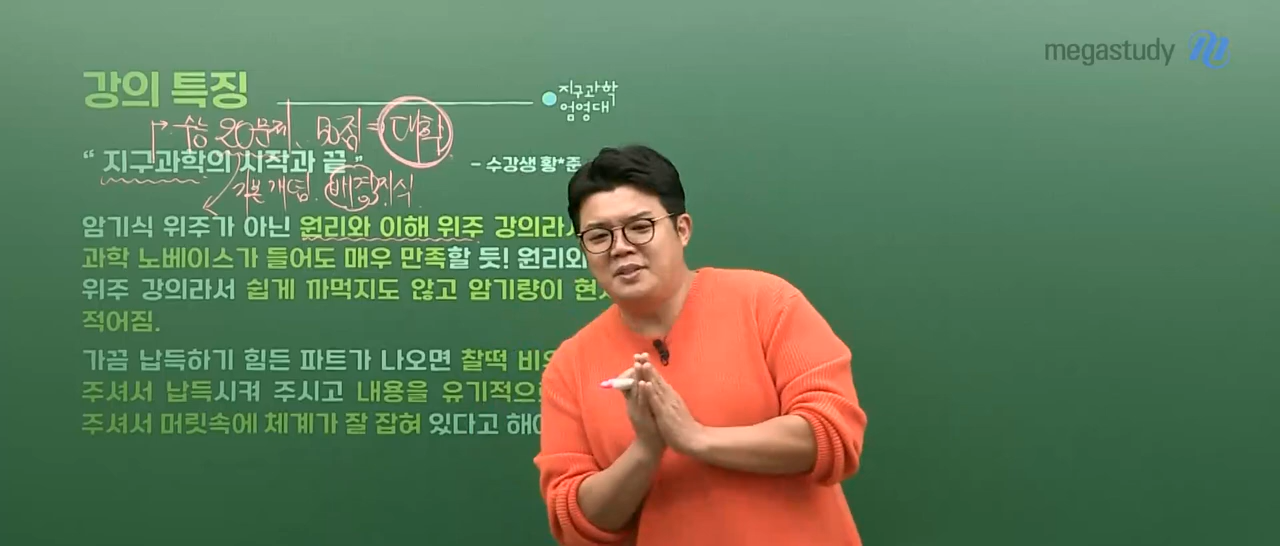 megastudy
강의 특징
지구과학
엄영대
수능 20문제, 50점 = 대학
“ 지구과학의 시작과 끝 ” - 수강생 황*준
기본개념. 배경지식.
암기식 위주가 아닌 원리와 이해 위주 강의라
과학 노베이스가 들어도 매우 만족할 듯! 원리와
위주 강의라서 쉽게 까먹지도 않고 암기량이
적어짐.
가끔 납득하기 힘든 파트가 나오면 찰떡
주셔서 납득시켜 주시고 내용을 유기적으로
주셔서 머릿속에 체계가 잘 잡혀 있다고